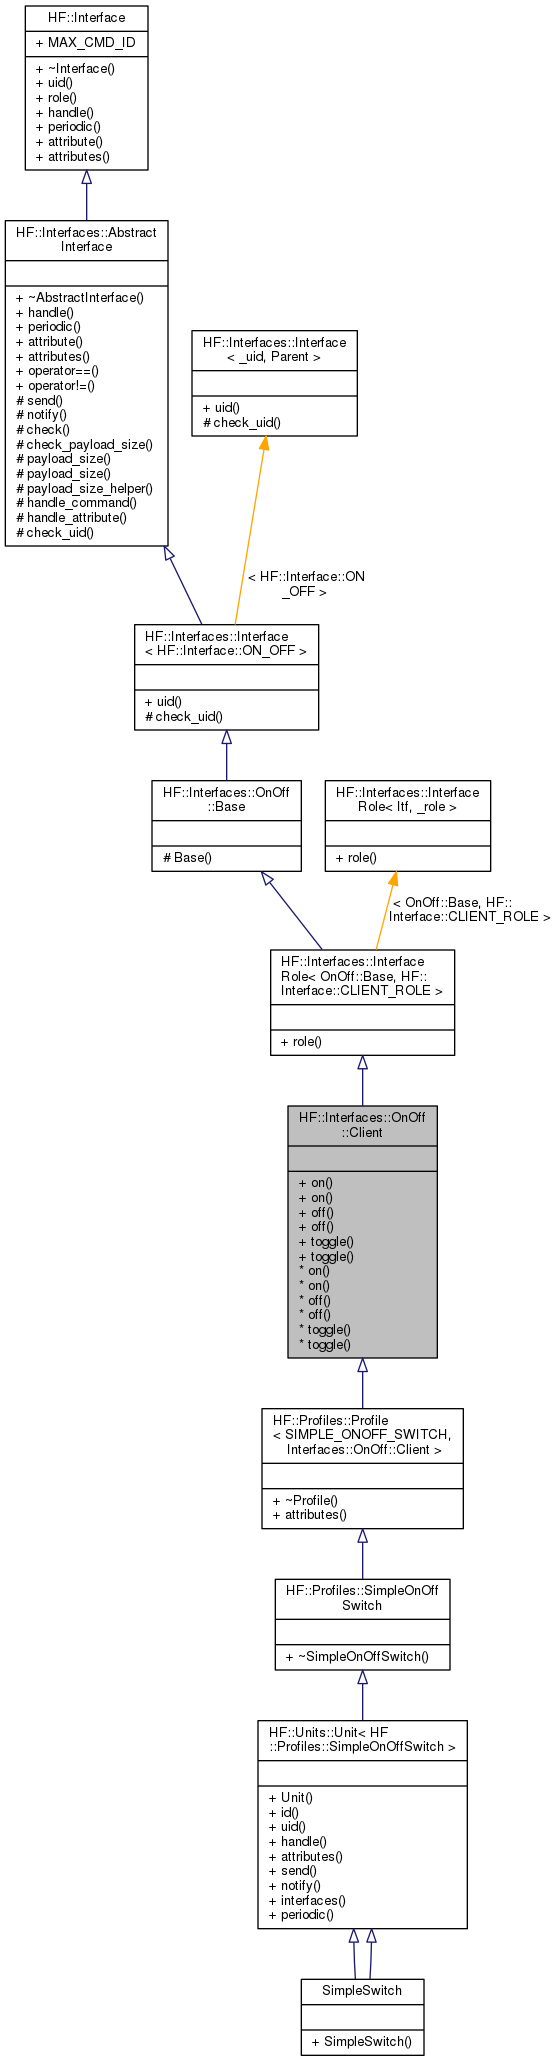 HF::Interface
+ MAX_CMD_ID
+ ~Interface()
+ uid()
+ role()
+ handle()
+ periodic()
+ attribute()
+ attributes()
HF::Interfaces::Abstract
Interface
+ ~AbstractInterface()
+ handle()
+ periodic()
+ attribute()
+ attributes()
+ operator==()
+ operator!=()
# send()
# notify()
# check()
# check_payload_size()
# payload_size()
# payload_size()
# payload_size_helper()
# handle_command()
# handle_attribute()
# check_uid()
HF::Interfaces::Interface
< _uid, Parent >
+ uid()
# check_uid()
< HF::Interface::ON
_OFF >
HF::Interfaces::Interface
< HF::Interface::ON_OFF >
+ uid()
# check_uid()
HF::Interfaces::OnOff
::Base
# Base()
HF::Interfaces::Interface
Role< Itf, _role >
+ role()
< OnOff::Base, HF::
Interface::CLIENT_ROLE >
HF::Interfaces::Interface
Role< OnOff::Base, HF::
Interface::CLIENT_ROLE >
+ role()
HF::Interfaces::OnOff
::Client
+ on()
+ on()
+ off()
+ off()
+ toggle()
+ toggle()
* on()
* on()
* off()
* off()
* toggle()
* toggle()
HF::Profiles::Profile
< SIMPLE_ONOFF_SWITCH,
Interfaces::OnOff::Client >
+ ~Profile()
+ attributes()
HF::Profiles::SimpleOnOff
Switch
+ ~SimpleOnOffSwitch()
HF::Units::Unit< HF
::Profiles::SimpleOnOffSwitch >
+ Unit()
+ id()
+ uid()
+ handle()
+ attributes()
+ send()
+ notify()
+ interfaces()
+ periodic()
SimpleSwitch
+ SimpleSwitch()